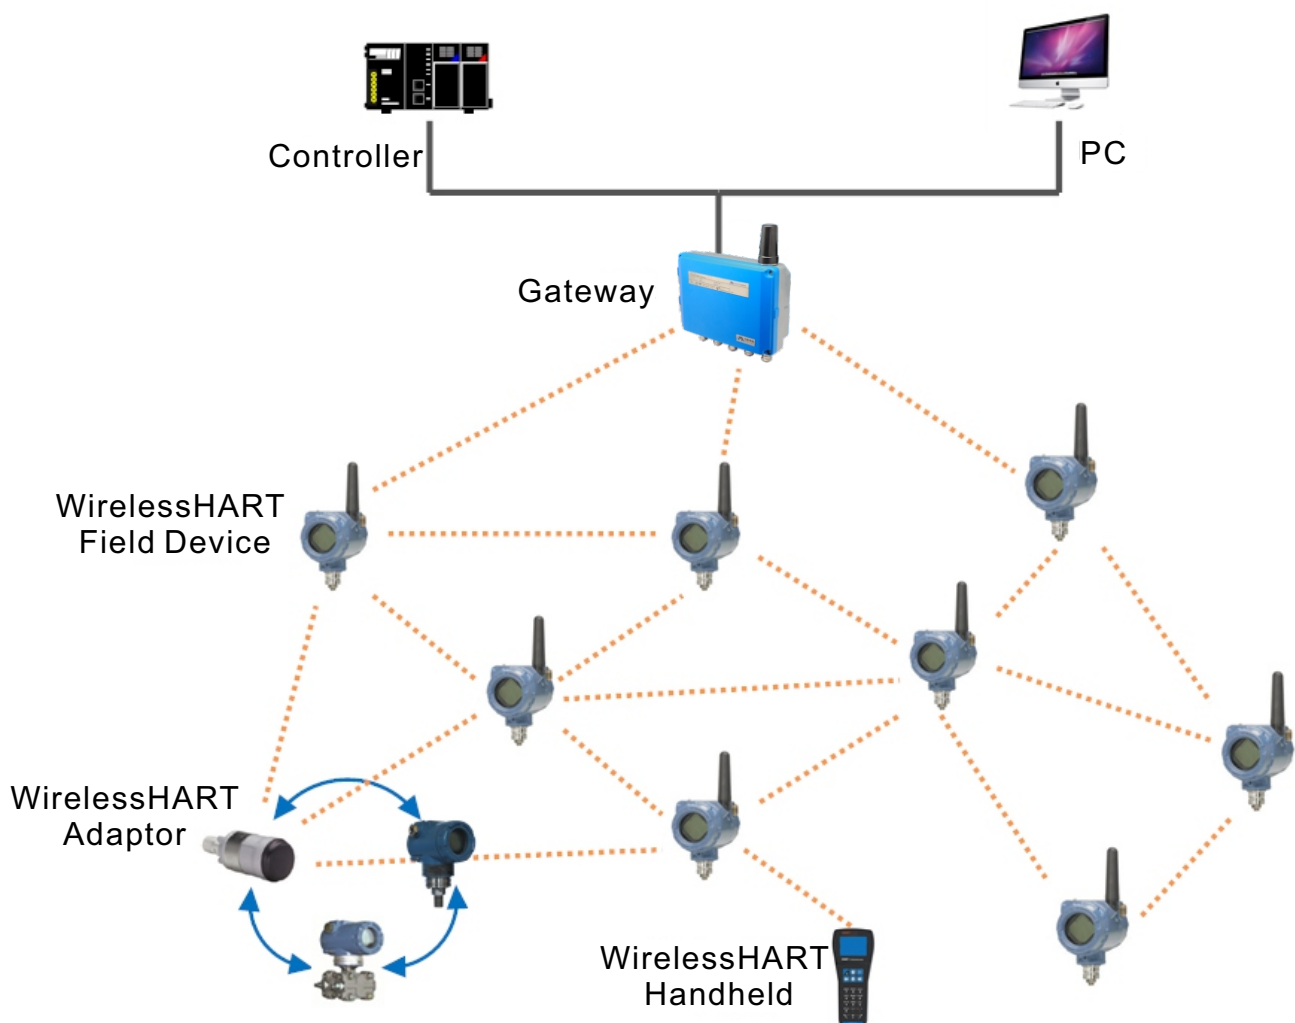 Controller
PC
Gateway
WirelessHART
Field Device
WirelessHART
Adaptor
WirelessHART
Handheld